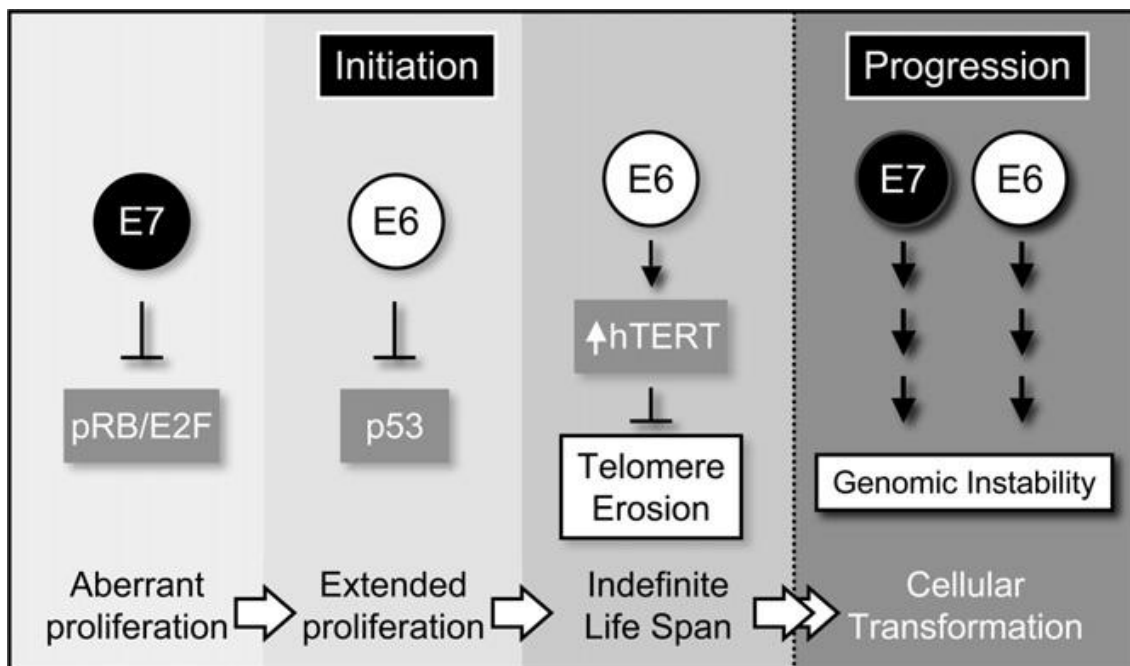 Initiation
Progression
E7
pRB/E2F
Aberrant
proliferation
E6
p53
Extended
proliferation
E6
hTERT
Telomere
Erosion
Indefinite
Life Span
E7
E6
Genomic Instability
Cellular
Transformation